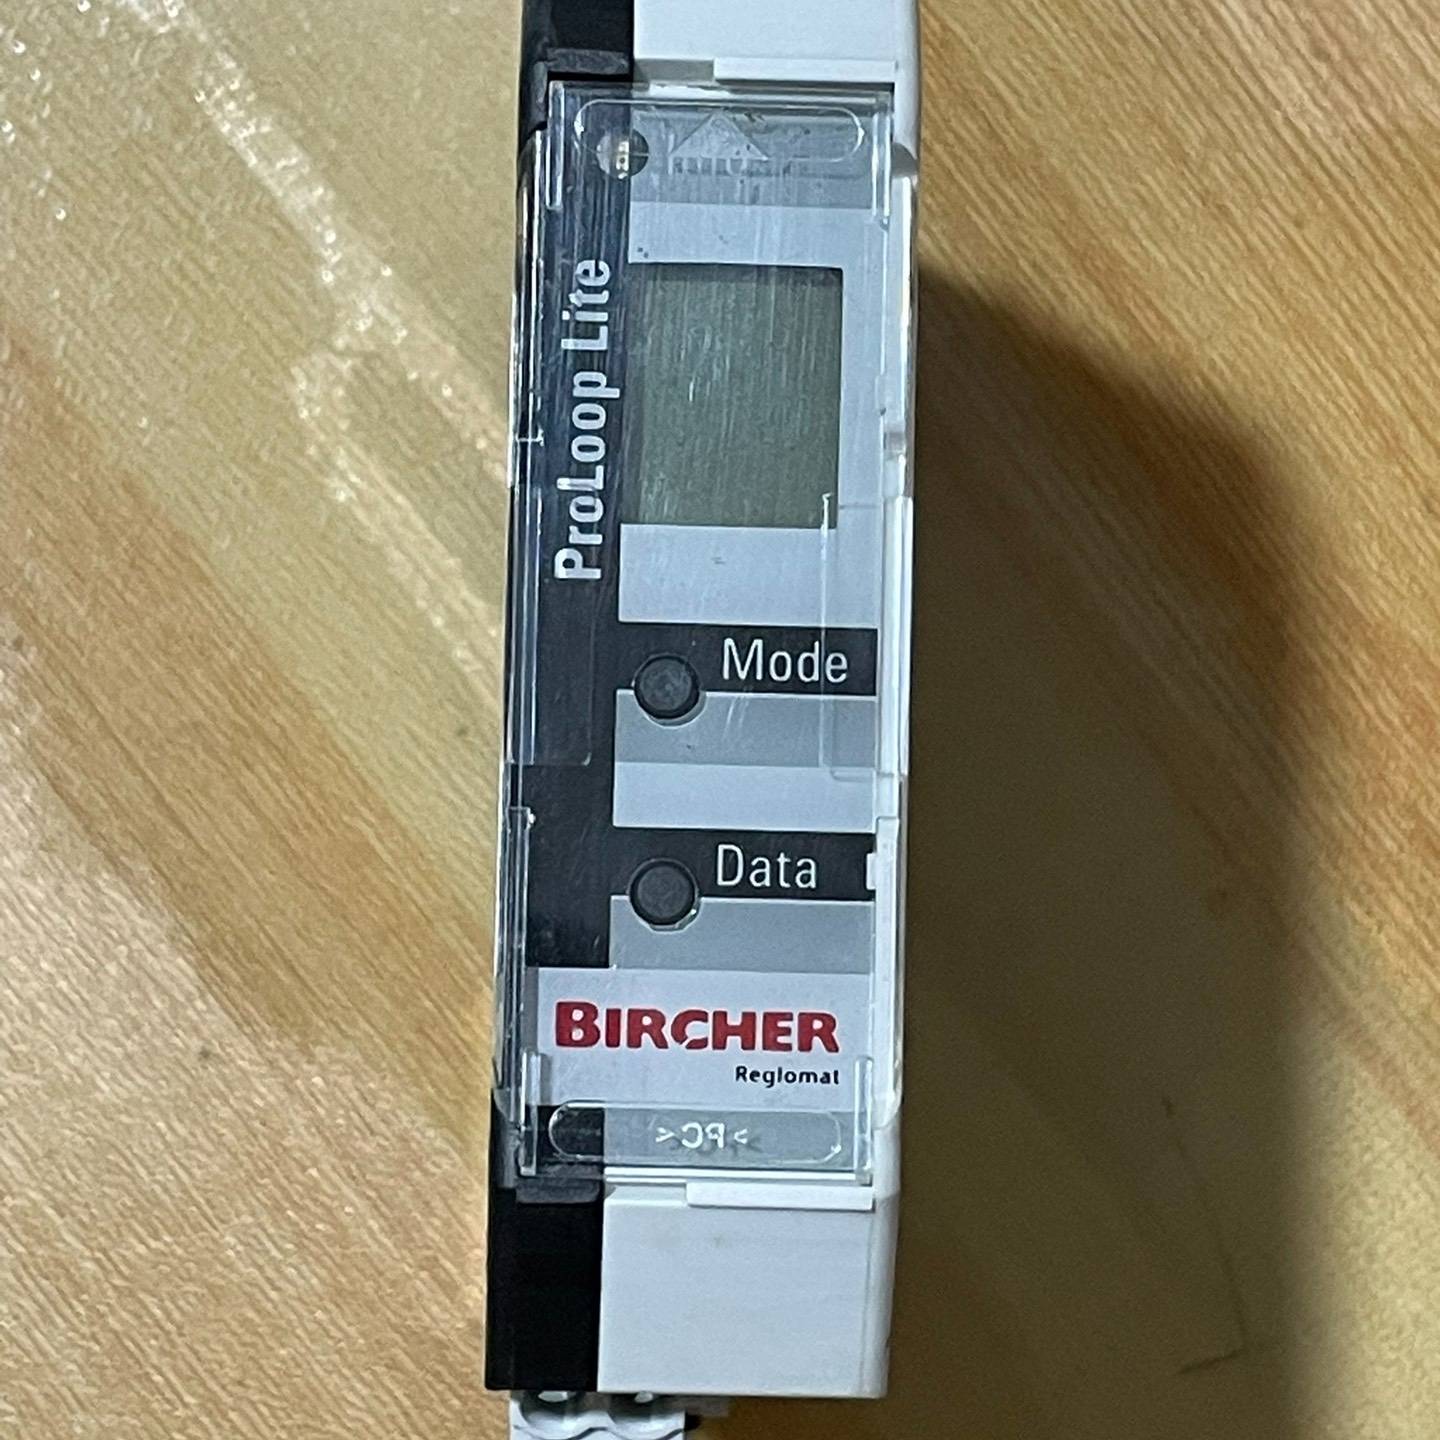 ProLoop Lite
Mode
Data
BIRCHER
Reglomat
>PC<